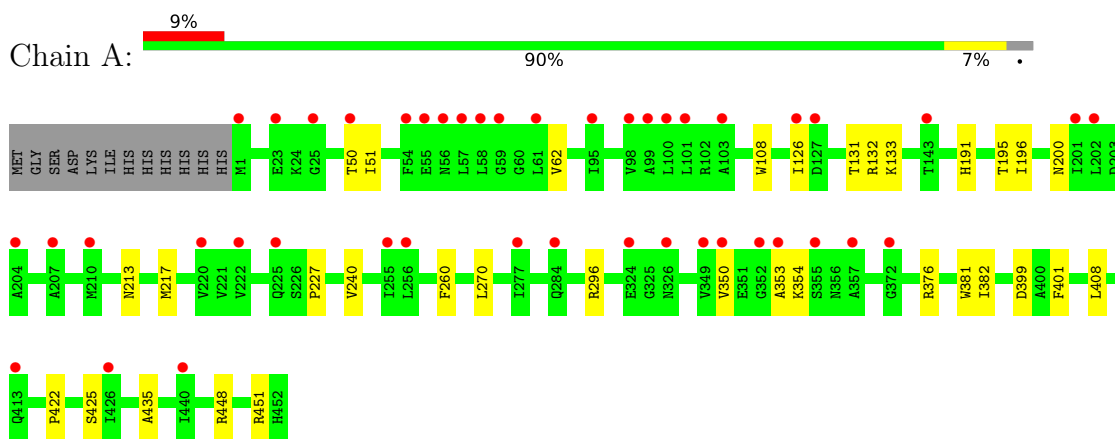 9%
Chain A:
90% 7% •
MET GLY SER ASP LYS ILE HIS HIS HIS HIS HIS HIS M1 E23 K24 G25 T50 I51 F54 E55 N56 L57 L58 G59 G60 L61 V62 I95 V98 A99 L100 L101 R102 A103 W108 I126 D127 T131 R132 K133 T143 H191 T195 I196 N200 I201 L202 D203
A204 A207 M210 N213 M217 V220 V221 V222 Q225 S226 P227 V240 I255 L256 F260 L270 I277 Q284 R296 E324 G325 N326 V349 V350 E351 G352 A353 K354 S355 N356 A357 G372 R376 W381 I382 D399 A400 F401 L408
Q413 P422 S425 I426 A435 I440 R448 R451 H452